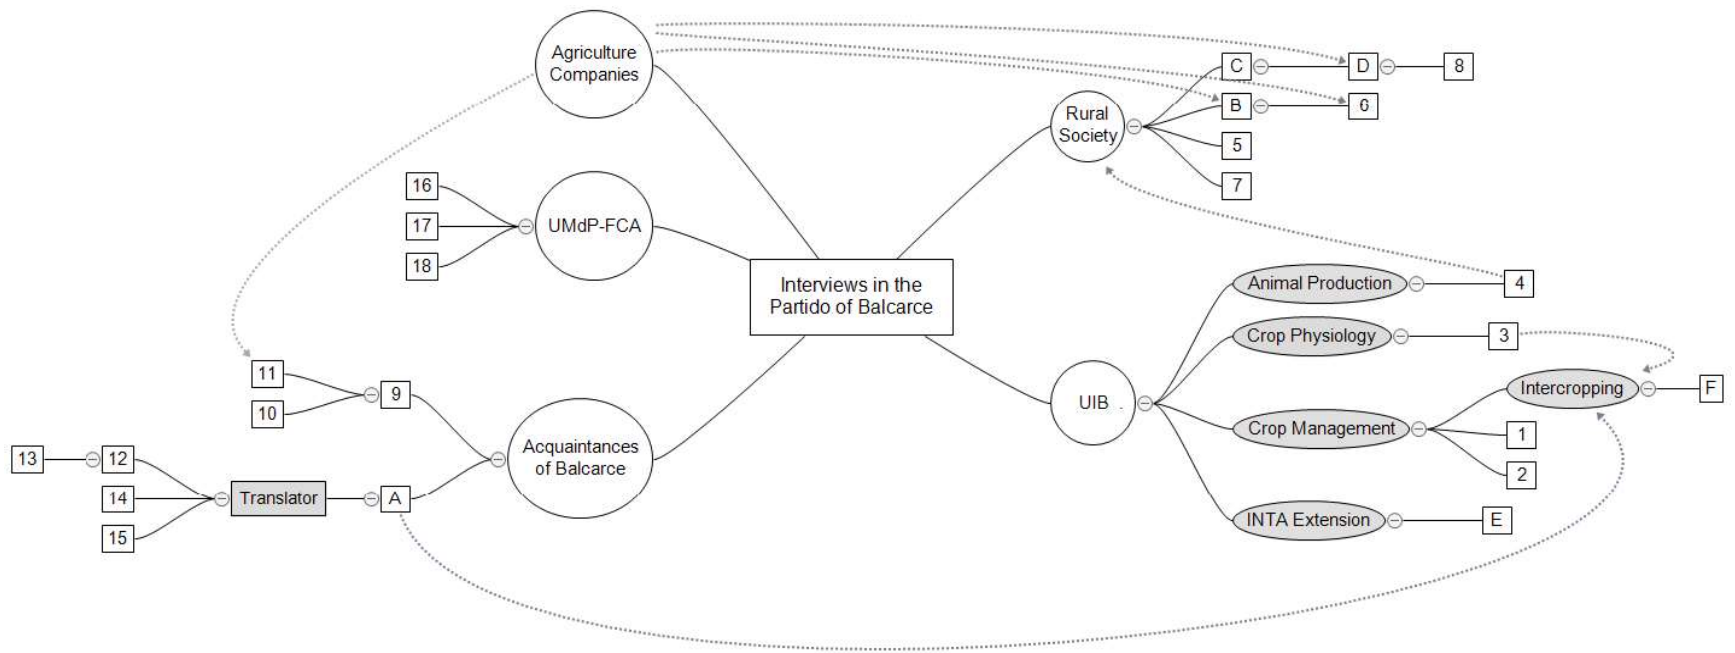 Agriculture
Companies
C
D
8
B
6
Rural
Society
5
7
16
17
18
UMdP-FCA
Interviews in the
Partido of Balcarce
Animal Production
4
Crop Physiology
3
11
10
9
UIB
Intercropping
F
Crop Management
1
2
Acquaintances
of Balcarce
13
12
14
15
Translator
A
INTA Extension
E